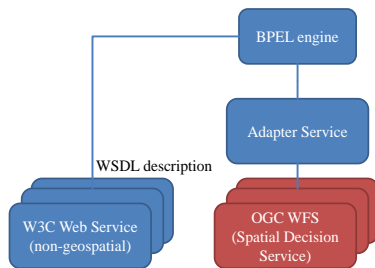 BPEL engine
Adapter Service
WSDL description
W3C Web Service
(non-geospatial)
OGC WFS
(Spatial Decision
Service)